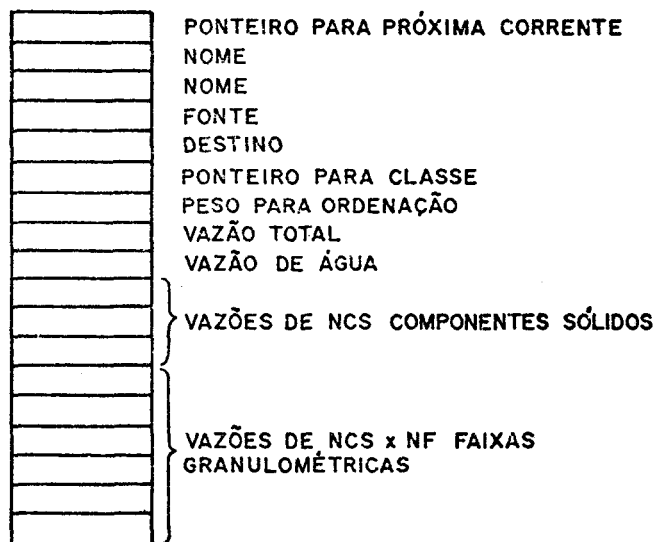 PONTEIRO PARA PRÓXIMA CORRENTE
NOME
NOME
FONTE
DESTINO
PONTEIRO PARA CLASSE
PESO PARA ORDENAÇÃO
VAZÃO TOTAL
VAZÃO DE ÁGUA
VAZÕES DE NCS COMPONENTES SÓLIDOS
VAZÕES DE NCS x NF FAIXAS
GRANULOMÉTRICAS